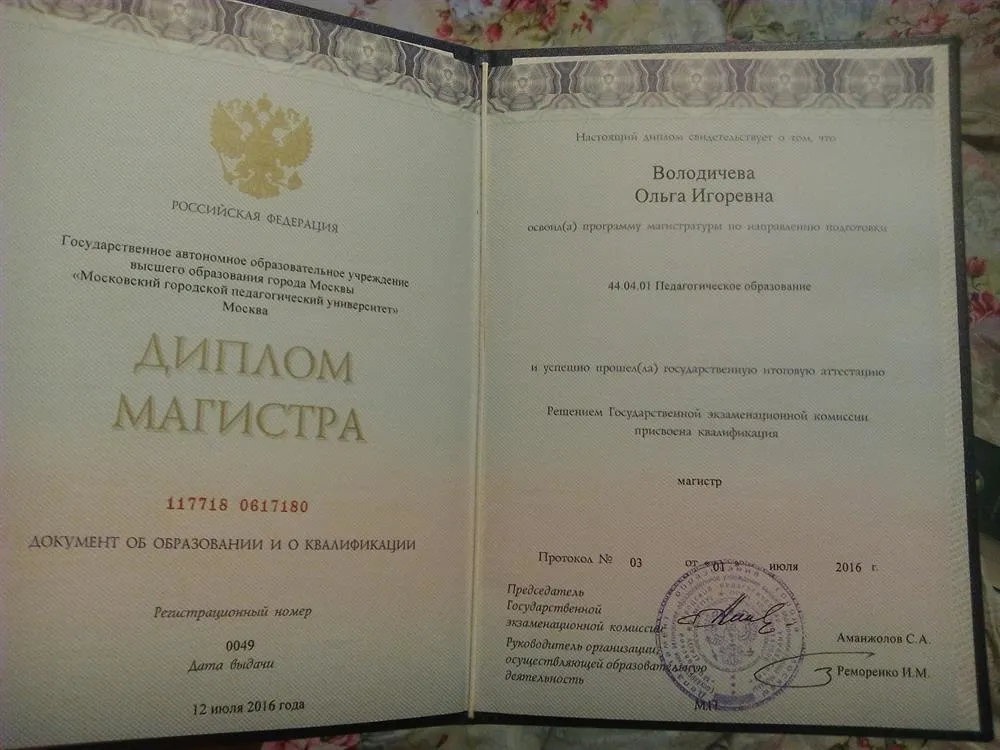 РОССИЙСКАЯ ФЕДЕРАЦИЯ
Государственное автономное образовательное учреждение
высшего образования города Москвы
«Московский городской педагогический университет»
Москва
ДИПЛОМ
МАГИСТРА
117718 0617180
ДОКУМЕНТ ОБ ОБРАЗОВАНИИ И О КВАЛИФИКАЦИИ
Регистрационный номер
0049
Дата выдачи
12 июля 2016 года
Настоящий диплом свидетельствует о том, что
Володичева
Ольга Игоревна
освоил(а) программу магистратуры по направлению подготовки
44.04.01 Педагогическое образование
и успешно прошел(ла) государственную итоговую аттестацию
Решением Государственной экзаменационной комиссии
присвоена квалификация
магистр
Протокол № 03 от « 01 » июля 2016 г.
Председатель
Государственной
экзаменационной комиссии
Аманжолов С.А.
Руководитель организации,
осуществляющей образовательную
деятельность
Реморенко И.М.
М.П.